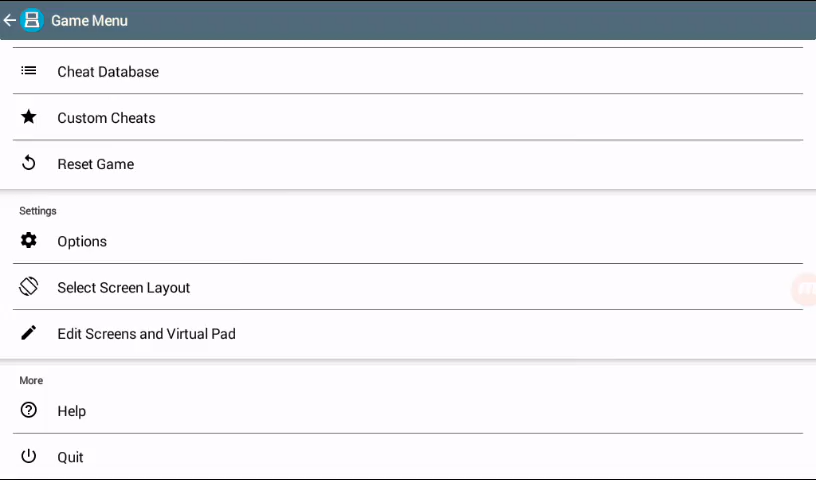 Game Menu
Cheat Database
Custom Cheats
Reset Game
Settings
Options
Select Screen Layout
Edit Screens and Virtual Pad
More
Help
Quit